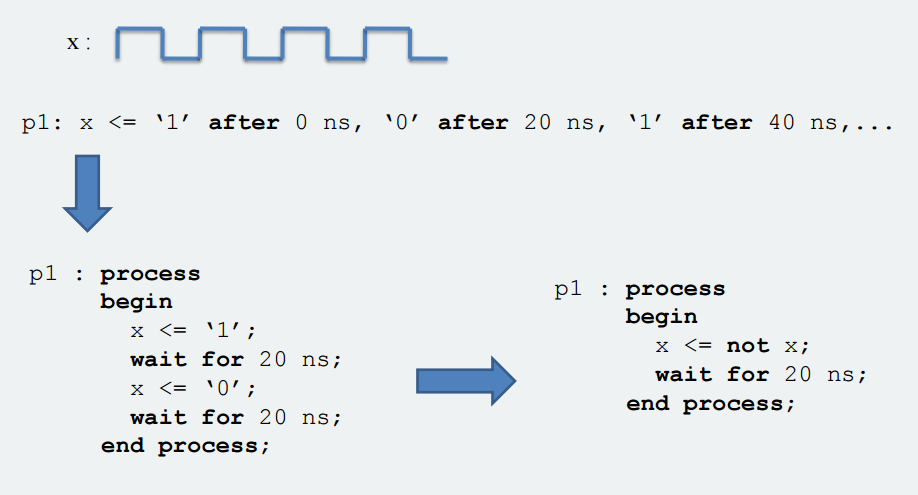 x :
p1: x <= ‘1’ after 0 ns, ‘0’ after 20 ns, ‘1’ after 40 ns,...
p1 : process
begin
x <= ‘1’;
wait for 20 ns;
x <= ‘0’;
wait for 20 ns;
end process;
p1 : process
begin
x <= not x;
wait for 20 ns;
end process;